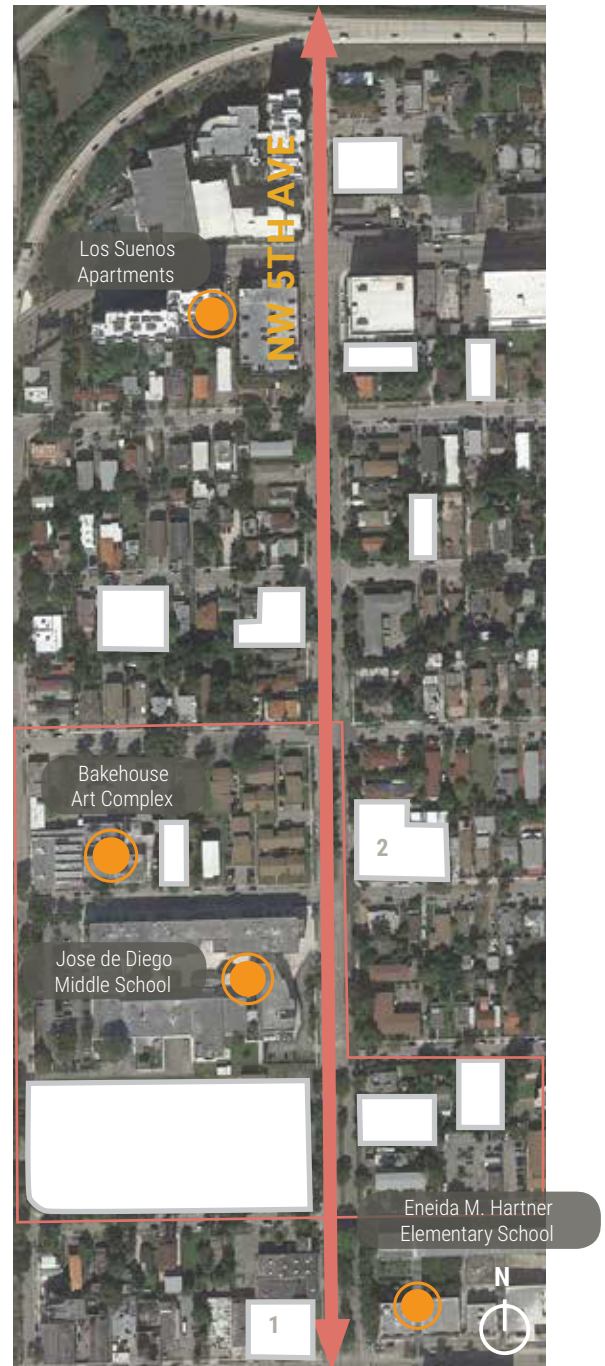 NW 5TH AVE
Los Suenos
Apartments
Bakehouse
Art Complex
2
Jose de Diego
Middle School
Eneida M. Hartner
Elementary School
N
1